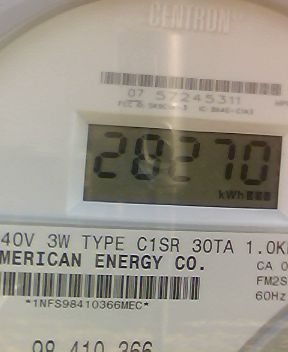 CENTRON
07 57245311
28270
kWh
40V 3W TYPE C1SR 30TA 1.0K
MERICAN ENERGY CO.
CA 0
FM2S
*1NFS98410366MEC*
60Hz
98 410 366